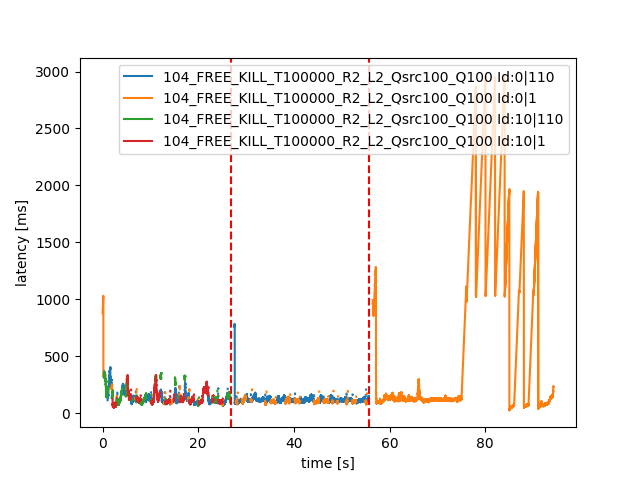 3000
2500
2000
1500
1000
500
0
latency [ms]
104_FREE_KILL_T100000_R2_L2_Qsrc100_Q100 Id:0|110
104_FREE_KILL_T100000_R2_L2_Qsrc100_Q100 Id:0|1
104_FREE_KILL_T100000_R2_L2_Qsrc100_Q100 Id:10|110
104_FREE_KILL_T100000_R2_L2_Qsrc100_Q100 Id:10|1
0 20 40 60 80
time [s]